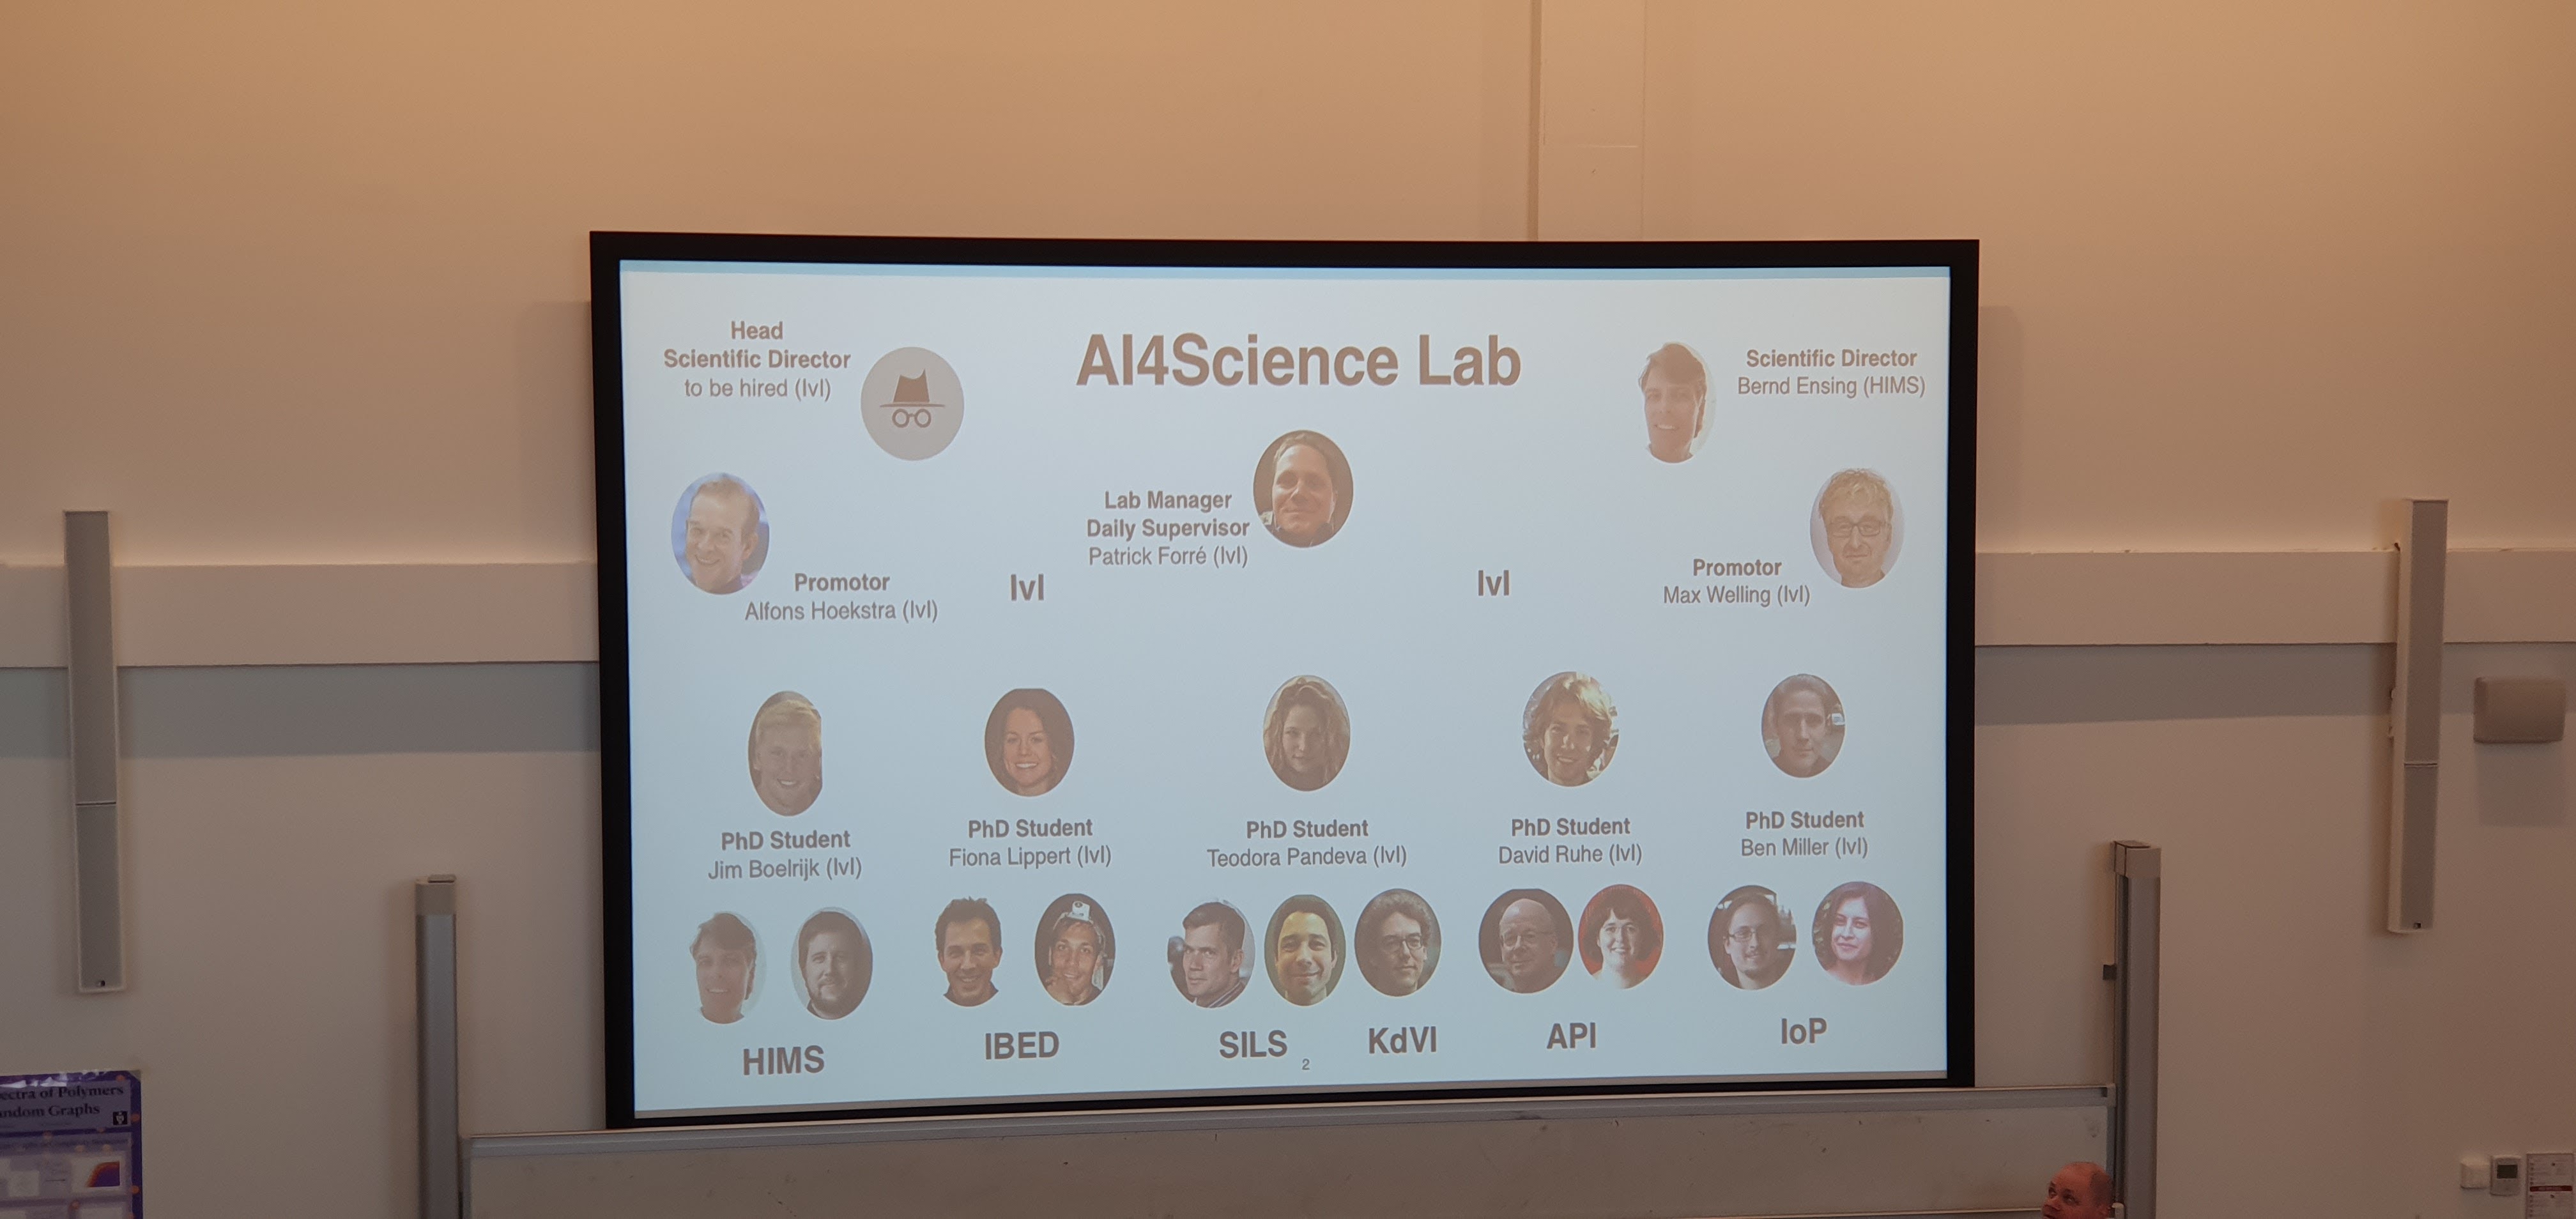 AI4Science Lab
Head
Scientific Director
to be hired (IvI)
Scientific Director
Bernd Ensing (HIMS)
Lab Manager
Daily Supervisor
Patrick Forré (IvI)
Promotor
Alfons Hoekstra (IvI)
IvI
IvI
Promotor
Max Welling (IvI)
PhD Student
Jim Boelrijk (IvI)
PhD Student
Fiona Lippert (IvI)
PhD Student
Teodora Pandeva (IvI)
PhD Student
David Ruhe (IvI)
PhD Student
Ben Miller (IvI)
HIMS
IBED
SILS
KdVI
API
IoP
2
ectra of Polymers
ndom Graphs